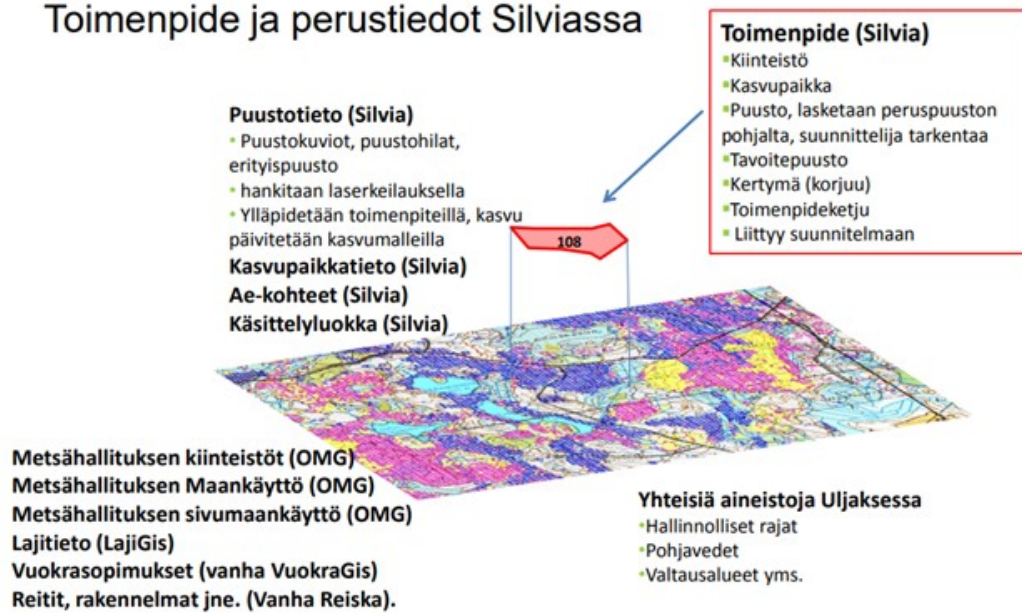 Toimenpide ja perustiedot Silviassa
Toimenpide (Silvia)
▪Kiinteistö
▪Kasvupaikka
▪Puusto, lasketaan peruspuuston
pohjalta, suunnittelija tarkentaa
▪Tavoitepuusto
▪Kertymä (korjuu)
▪Toimenpideketju
▪ Liittyy suunnitelmaan
Puustotieto (Silvia)
• Puustokuviot, puustohilat,
erityispuusto
• hankitaan laserkeilauksella
• Ylläpidetään toimenpiteillä, kasvu
päivitetään kasvumalleilla
Kasvupaikkatieto (Silvia)
Ae-kohteet (Silvia)
Käsittelyluokka (Silvia)
108
Metsähallituksen kiinteistöt (OMG)
Metsähallituksen Maankäyttö (OMG)
Metsähallituksen sivumaankäyttö (OMG)
Lajitieto (LajiGis)
Vuokrasopimukset (vanha VuokraGis)
Reitit, rakennelmat jne. (Vanha Reiska).
Yhteisiä aineistoja Uljaksessa
•Hallinnolliset rajat
•Pohjavedet
•Valtausalueet yms.